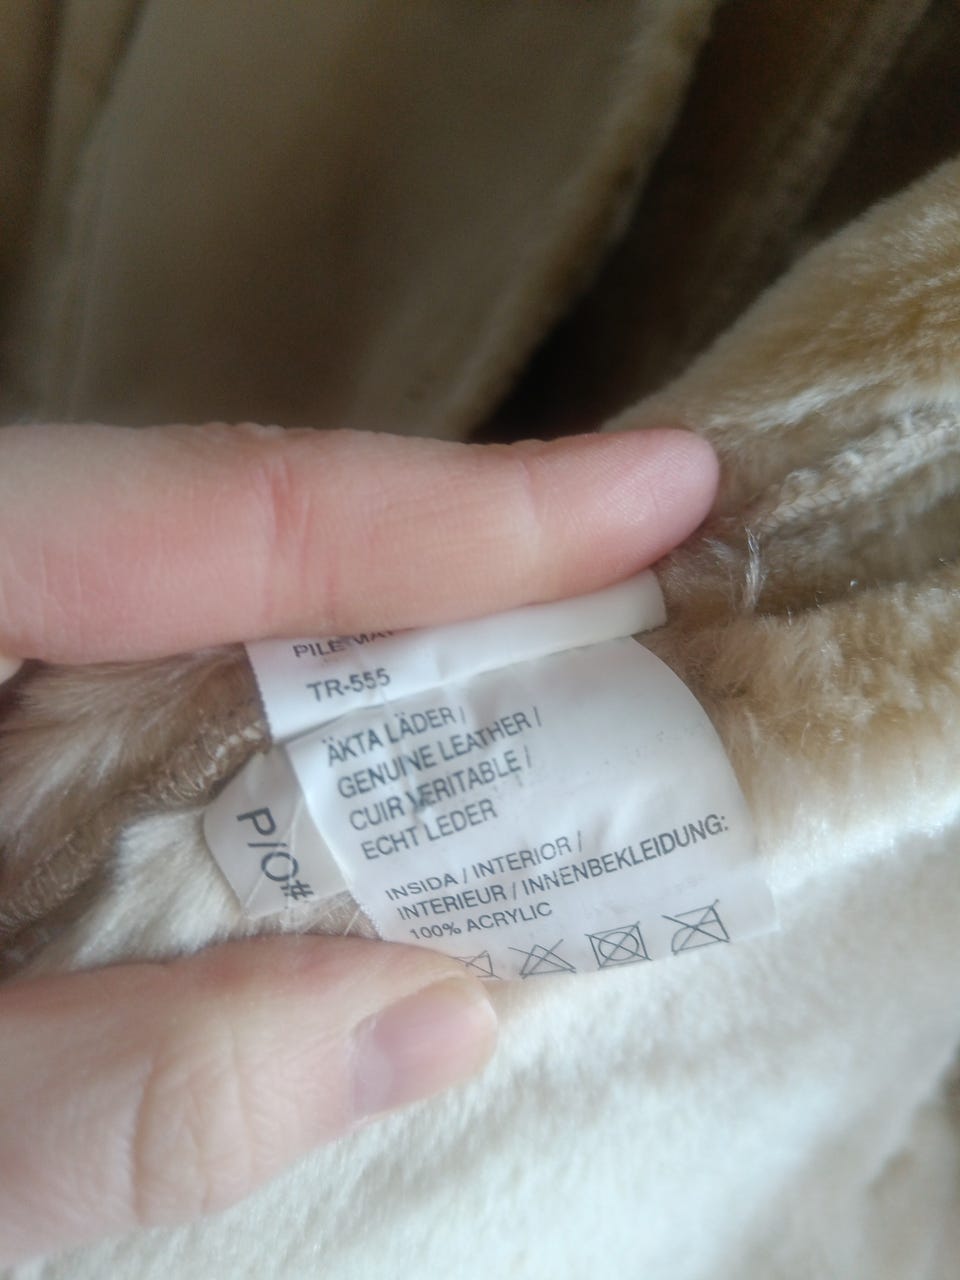 TR-555
ÄKTA LÄDER /
GENUINE LEATHER /
CUIR VERITABLE /
ECHT LEDER
INSIDA / INTERIOR /
INTERIEUR / INNENBEKLEIDUNG:
100% ACRYLIC
P/O#